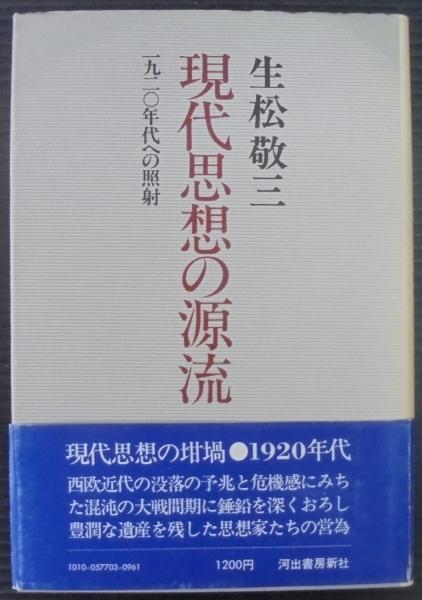 生松敬三
現代思想の源流
一九二〇年代への照射
現代思想の坩堝●1920年代
西欧近代の没落の予兆と危機感にみち
た混沌の大戦間期に錘鉛を深くおろし
豊潤な遺産を残した思想家たちの営為
1010-057703-0961 1200円 河出書房新社